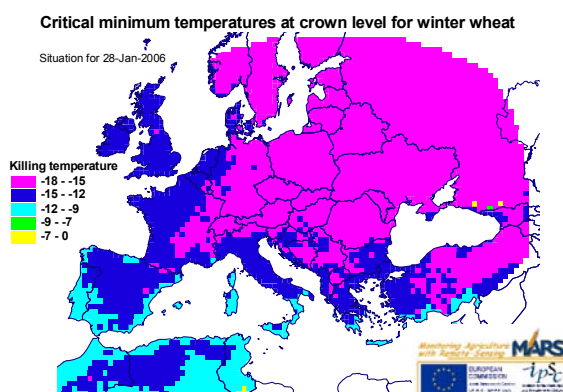 Critical minimum temperatures at crown level for winter wheat
Situation for 28-Jan-2006
Killing temperature
-18 - -15
-15 - -12
-12 - -9
-9 - -7
-7 - 0
Monitoring Agriculture
with Remote Sensing
MARS
EUROPEAN
COMMISSION
ipsc